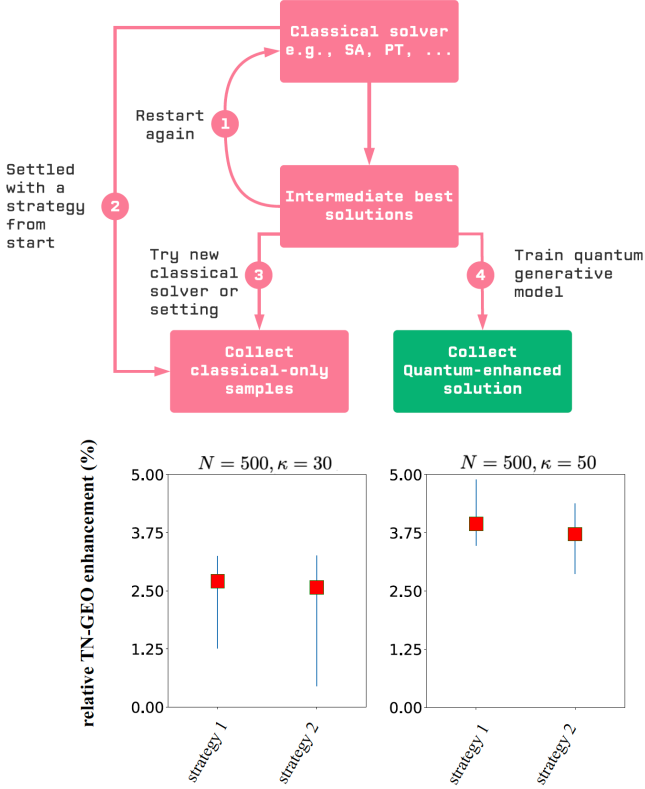 Classical solver
e.g., SA, PT, ...
Restart
again
1
Settled
with a
strategy
from
start
2
Intermediate best
solutions
Try new
classical
solver or
setting
3
4
Train quantum
generative
model
Collect
classical-only
samples
Collect
Quantum-enhanced
solution
relative TN-GEO enhancement (%)
N = 500, κ = 30
5.00
3.75
2.50
1.25
0.00
strategy 1
strategy 2
N = 500, κ = 50
5.00
3.75
2.50
1.25
0.00
strategy 1
strategy 2